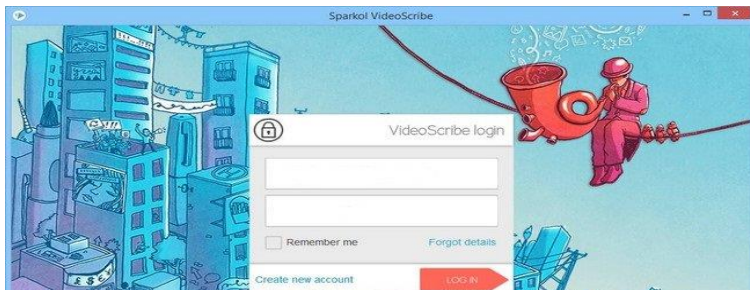 Sparkol VideoScribe
VideoScribe login
Remember me
Forgot details
Create new account
LOG IN